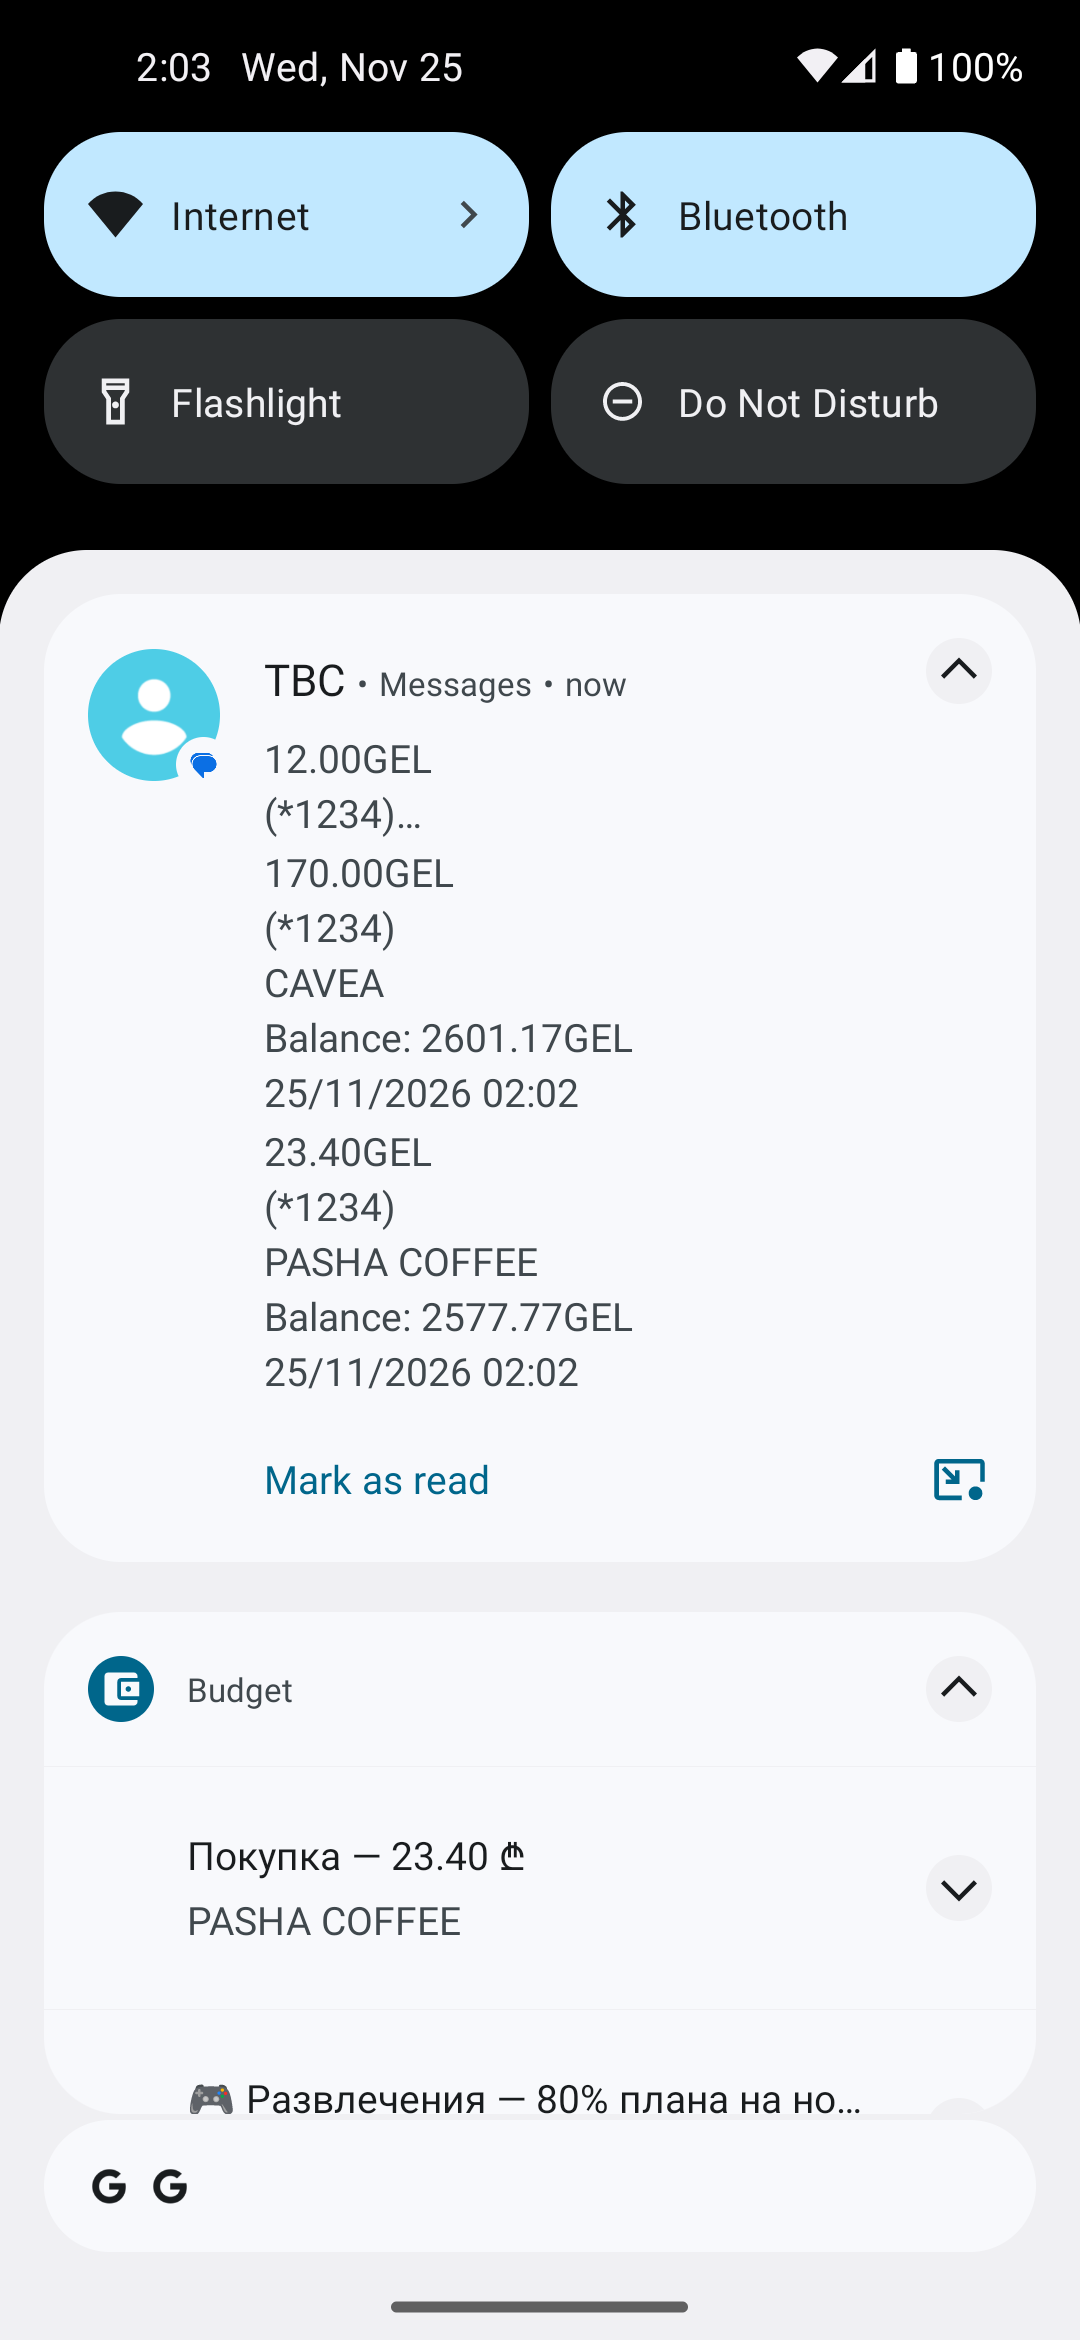 2:03 Wed, Nov 25 100%
Internet
Bluetooth
Flashlight
Do Not Disturb
TBC • Messages • now
12.00GEL
(*1234)…
170.00GEL
(*1234)
CAVEA
Balance: 2601.17GEL
25/11/2026 02:02
23.40GEL
(*1234)
PASHA COFFEE
Balance: 2577.77GEL
25/11/2026 02:02
Mark as read
Budget
Покупка — 23.40 ₾
PASHA COFFEE
🎮 Развлечения — 80% плана на но…
G G